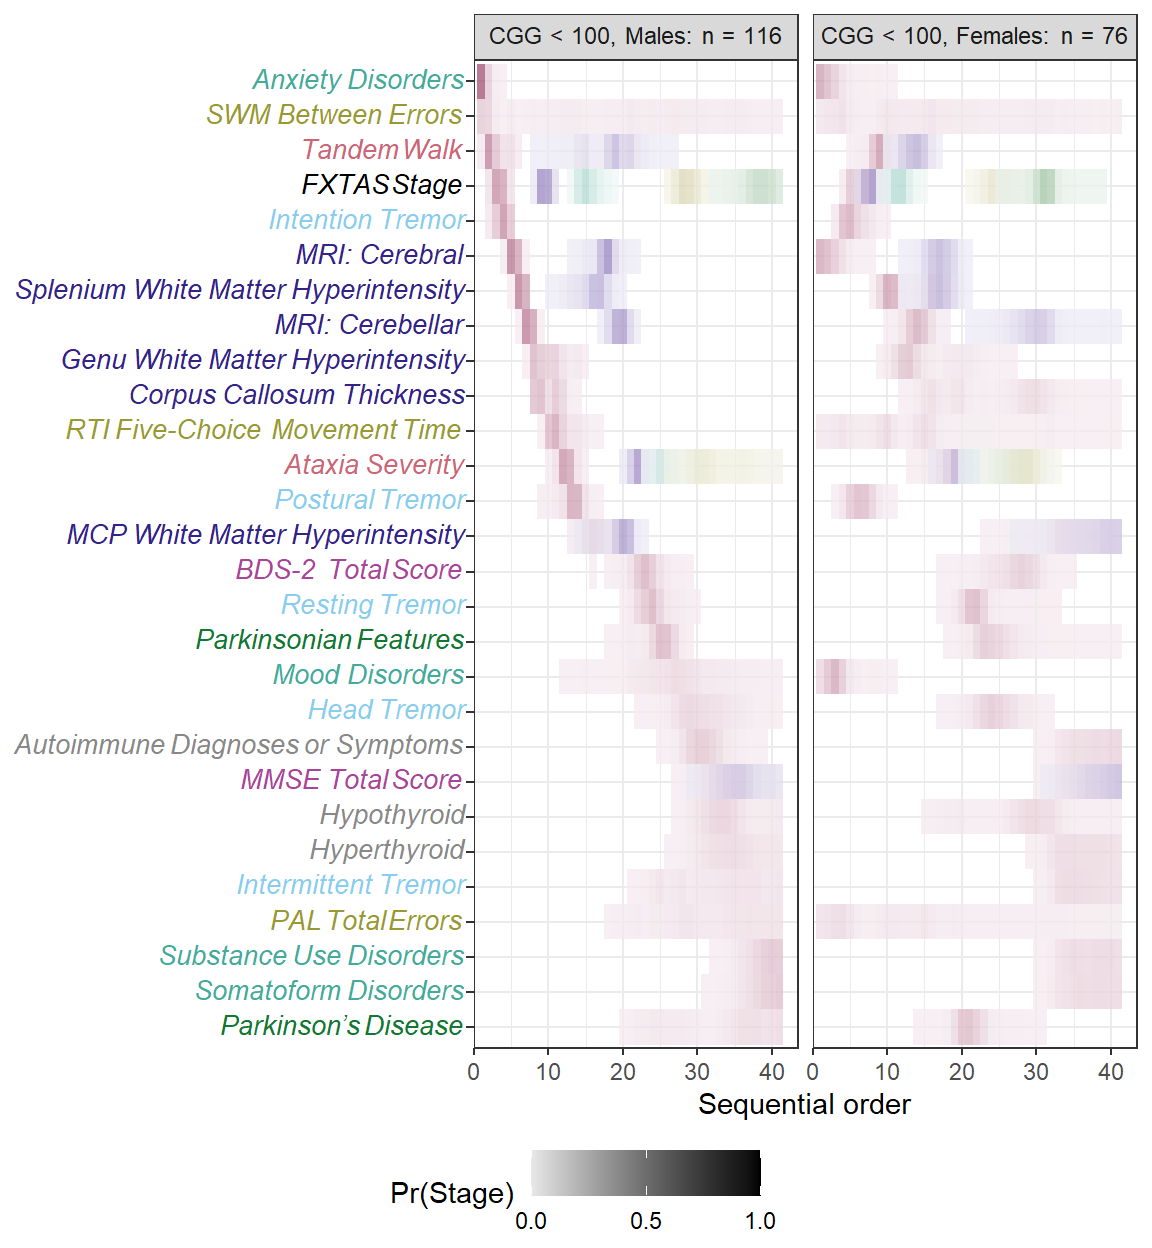 CGG < 100, Males: n = 116
CGG < 100, Females: n = 76
Anxiety Disorders
SWM Between Errors
Tandem Walk
FXTAS Stage
Intention Tremor
MRI: Cerebral
Splenium White Matter Hyperintensity
MRI: Cerebellar
Genu White Matter Hyperintensity
Corpus Callosum Thickness
RTI Five-Choice Movement Time
Ataxia Severity
Postural Tremor
MCP White Matter Hyperintensity
BDS-2 Total Score
Resting Tremor
Parkinsonian Features
Mood Disorders
Head Tremor
Autoimmune Diagnoses or Symptoms
MMSE Total Score
Hypothyroid
Hyperthyroid
Intermittent Tremor
PAL Total Errors
Substance Use Disorders
Somatoform Disorders
Parkinson's Disease
0 10 20 30 40
0 10 20 30 40
Sequential order
Pr(Stage)
0.0 0.5 1.0